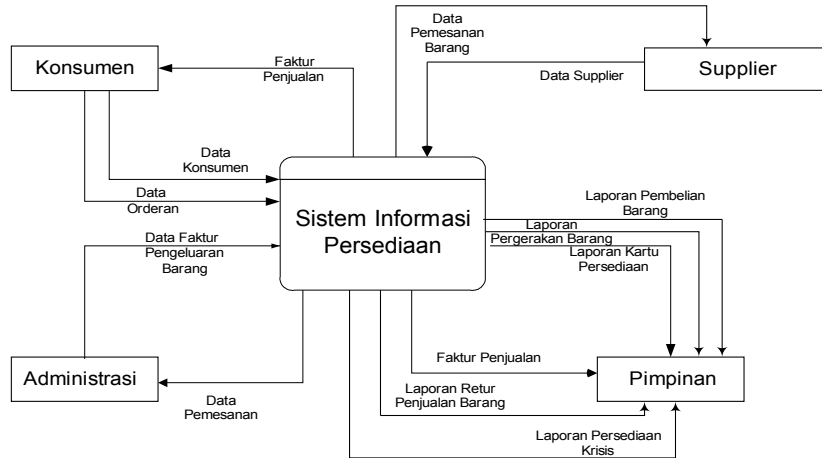 Data
Pemesanan
Barang
Konsumen
Faktur
Penjualan
Supplier
Data Supplier
Data
Konsumen
Data
Orderan
Sistem Informasi
Persediaan
Laporan Pembelian
Barang
Laporan
Pergerakan Barang
Laporan Kartu
Persediaan
Data Faktur
Pengeluaran
Barang
Administrasi
Data
Pemesanan
Faktur Penjualan
Pimpinan
Laporan Retur
Penjualan Barang
Laporan Persediaan
Krisis